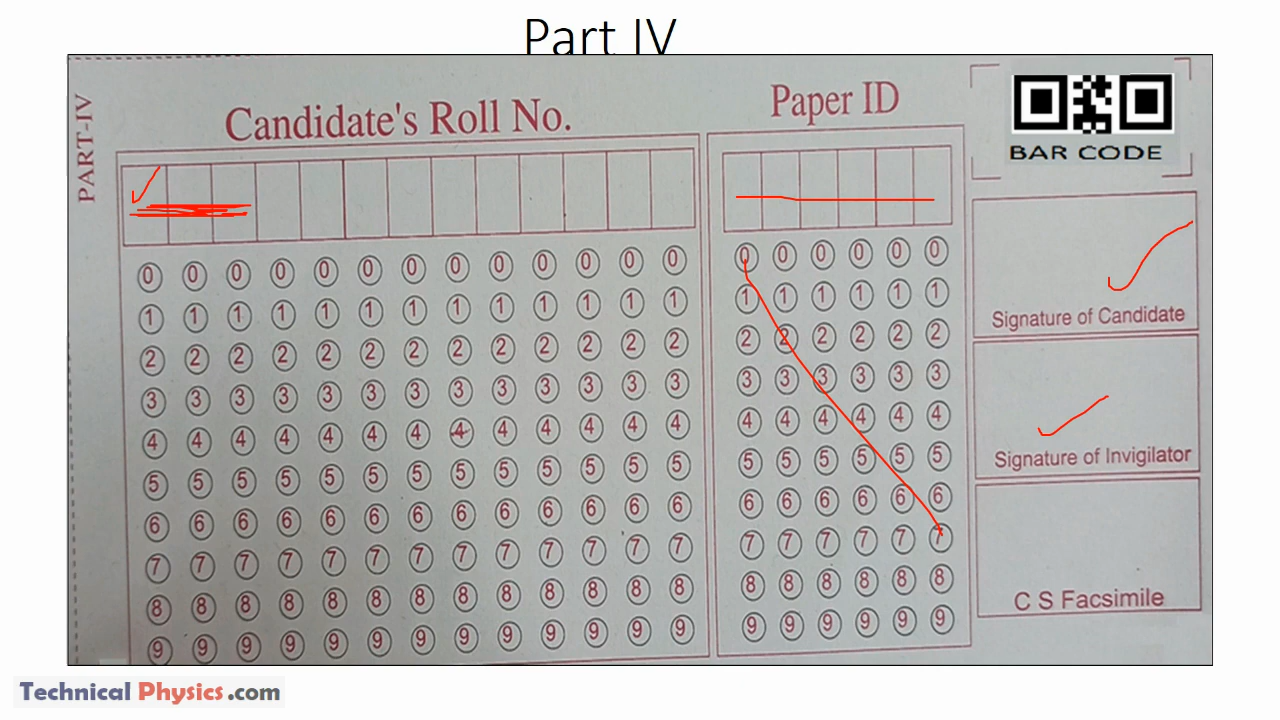 Part IV
PART-IV
Candidate's Roll No.
Paper ID
BAR CODE
0 0 0 0 0 0 0 0 0 0 0 0 0 0 0 0 0 0 0
1 1 1 1 1 1 1 1 1 1 1 1 1 1 1 1 1 1 1
2 2 2 2 2 2 2 2 2 2 2 2 2 2 2 2 2 2 2
3 3 3 3 3 3 3 3 3 3 3 3 3 3 3 3 3 3 3
4 4 4 4 4 4 4 4 4 4 4 4 4 4 4 4 4 4 4
5 5 5 5 5 5 5 5 5 5 5 5 5 5 5 5 5 5 5
6 6 6 6 6 6 6 6 6 6 6 6 6 6 6 6 6 6 6
7 7 7 7 7 7 7 7 7 7 7 7 7 7 7 7 7 7 7
8 8 8 8 8 8 8 8 8 8 8 8 8 8 8 8 8 8 8
9 9 9 9 9 9 9 9 9 9 9 9 9 9 9 9 9 9 9
Signature of Candidate
Signature of Invigilator
C S Facsimile
Technical Physics.com